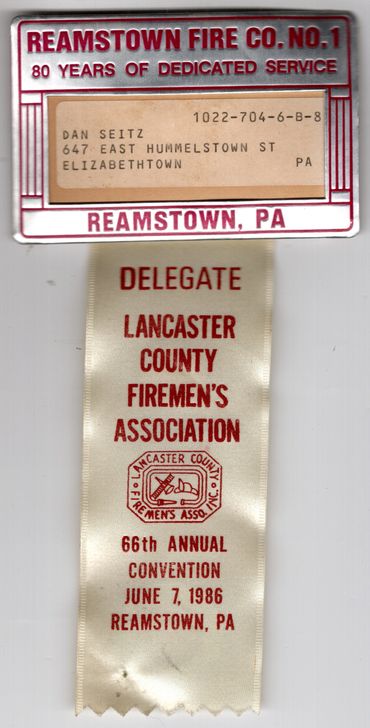 REAMSTOWN FIRE CO. NO. 1
80 YEARS OF DEDICATED SERVICE
1022-704-6-B-8
DAN SEITZ
647 EAST HUMMELSTOWN ST
ELIZABETHTOWN PA
REAMSTOWN, PA
DELEGATE
LANCASTER
COUNTY
FIREMEN'S
ASSOCIATION
LANCASTER COUNTY
FIREMEN'S ASSO. INC.
66th ANNUAL
CONVENTION
JUNE 7, 1986
REAMSTOWN, PA